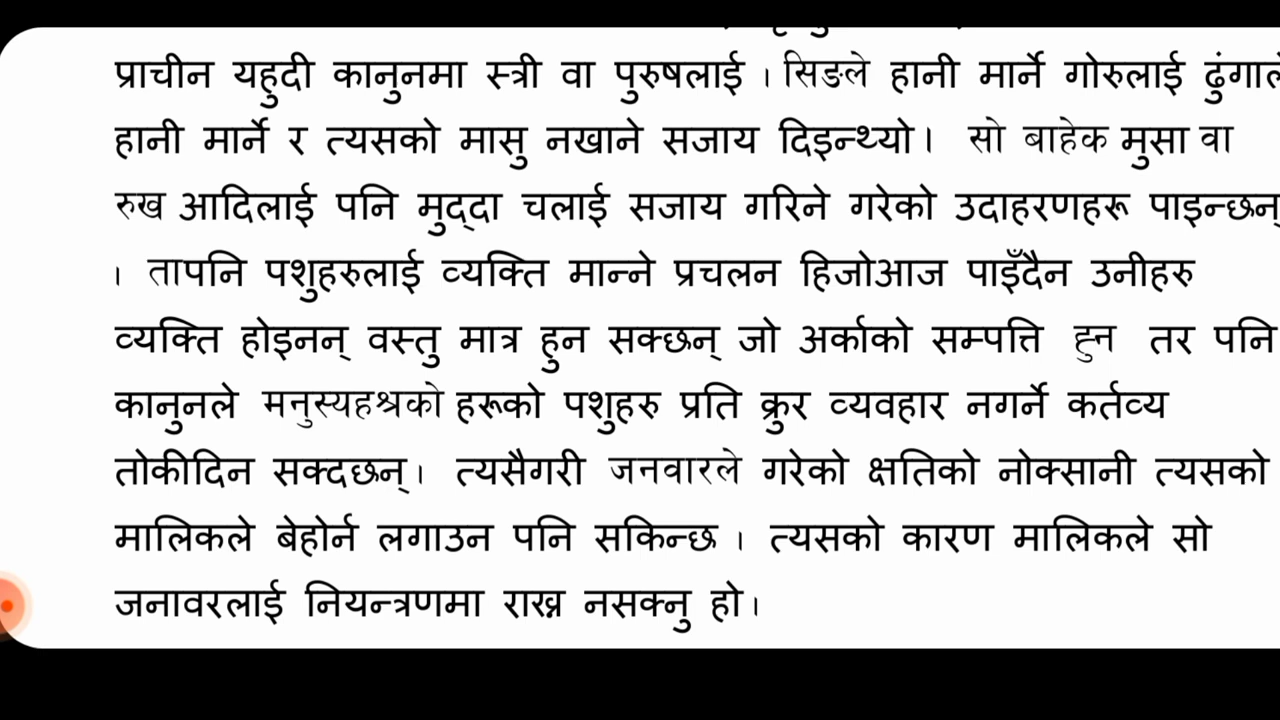 प्राचीन यहुदी कानुनमा स्त्री वा पुरुषलाई । सिङले हानी मार्ने गोरुलाई ढुंगाले
हानी मार्ने र त्यसको मासु नखाने सजाय दिइन्थ्यो। सो बाहेक मुसा वा
रुख आदिलाई पनि मुद्दा चलाई सजाय गरिने गरेको उदाहरणहरू पाइन्छन्
। तापनि पशुहरुलाई व्यक्ति मान्ने प्रचलन हिजोआज पाइँदैन उनीहरु
व्यक्ति होइनन् वस्तु मात्र हुन सक्छन् जो अर्काको सम्पत्ति हुन तर पनि
कानुनले मनुस्यहश्रको हरूको पशुहरु प्रति क्रुर व्यवहार नगर्ने कर्तव्य
तोकीदिन सक्दछन्। त्यसैगरी जनवारले गरेको क्षतिको नोक्सानी त्यसको
मालिकले बेहोर्न लगाउन पनि सकिन्छ । त्यसको कारण मालिकले सो
जनावरलाई नियन्त्रणमा राख्न नसक्नु हो।